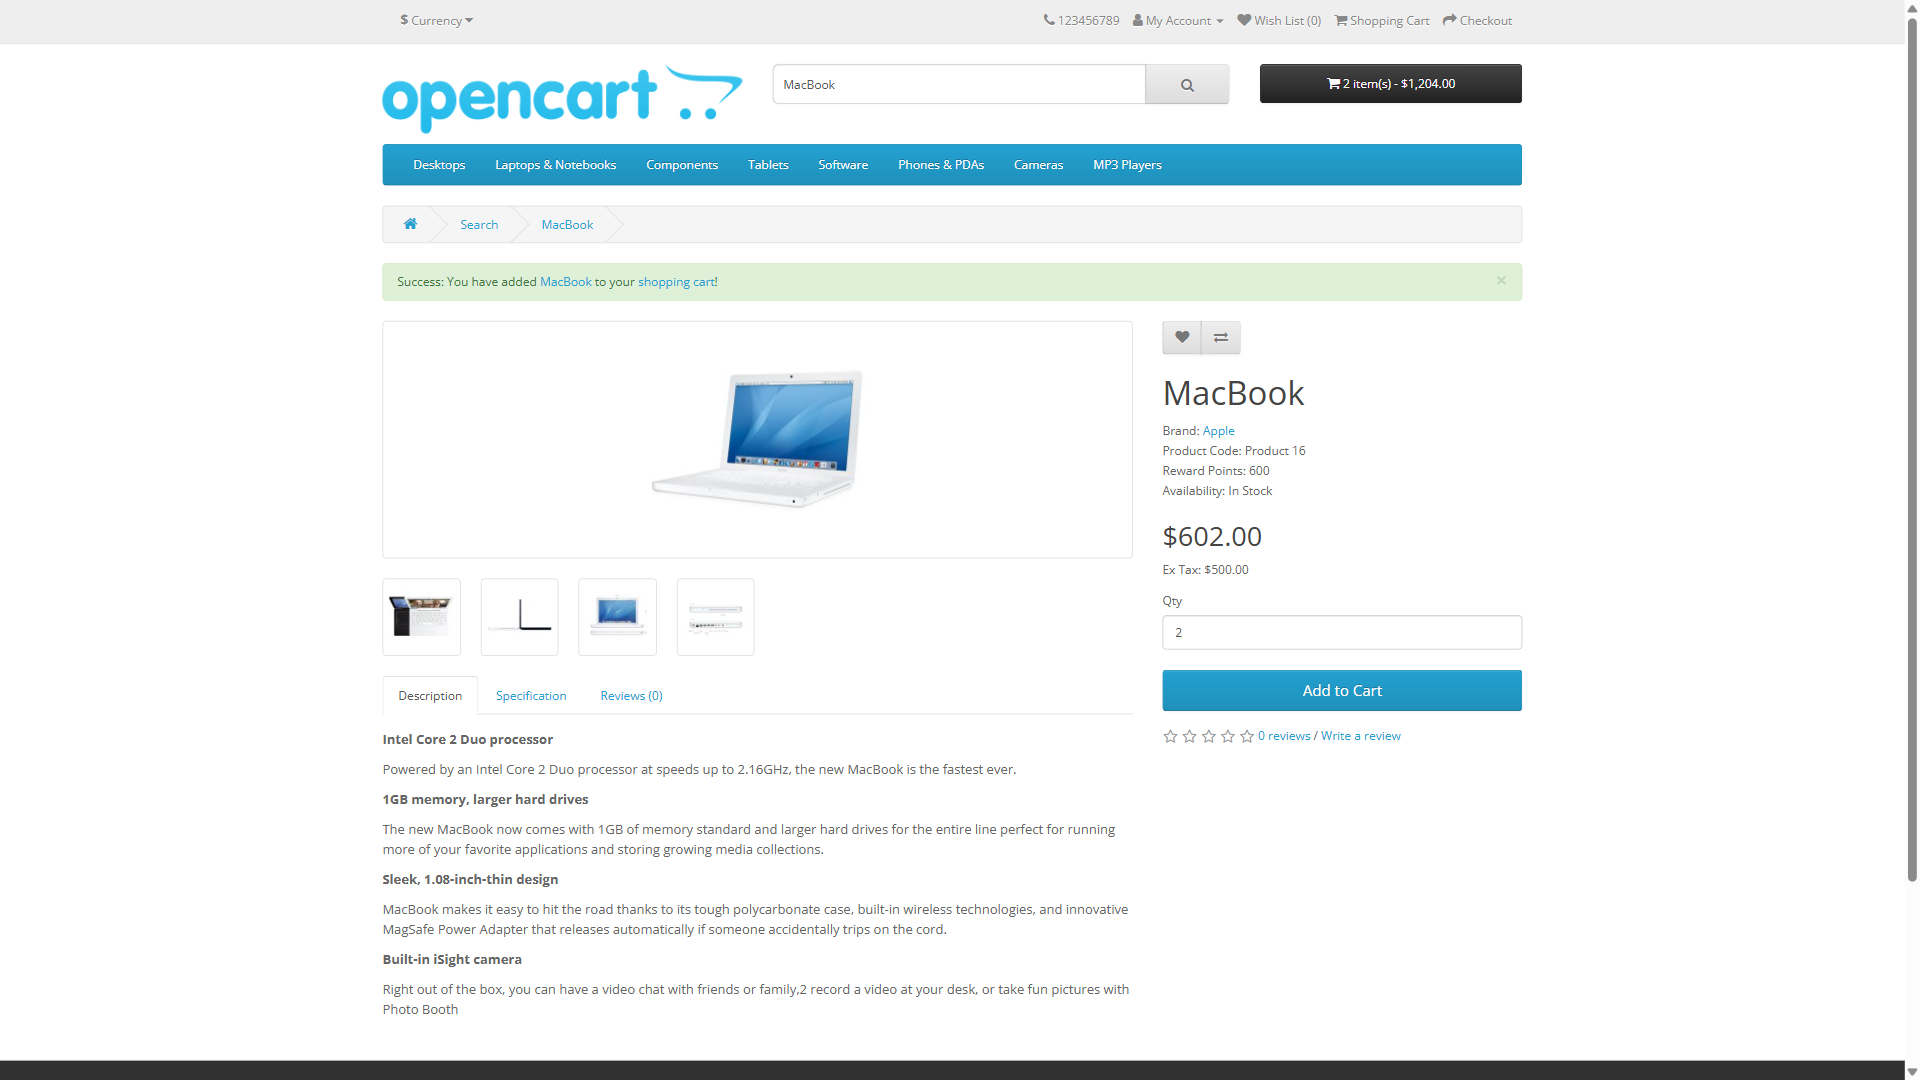 $ Currency
123456789 My Account Wish List (0) Shopping Cart Checkout
opencart
MacBook
2 item(s) - $1,204.00
Desktops Laptops & Notebooks Components Tablets Software Phones & PDAs Cameras MP3 Players
Search MacBook
Success: You have added MacBook to your shopping cart!
×
MacBook
Brand: Apple
Product Code: Product 16
Reward Points: 600
Availability: In Stock
$602.00
Ex Tax: $500.00
Qty
2
Add to Cart
0 reviews / Write a review
Description Specification Reviews (0)
Intel Core 2 Duo processor
Powered by an Intel Core 2 Duo processor at speeds up to 2.16GHz, the new MacBook is the fastest ever.
1GB memory, larger hard drives
The new MacBook now comes with 1GB of memory standard and larger hard drives for the entire line perfect for running
more of your favorite applications and storing growing media collections.
Sleek, 1.08-inch-thin design
MacBook makes it easy to hit the road thanks to its tough polycarbonate case, built-in wireless technologies, and innovative
MagSafe Power Adapter that releases automatically if someone accidentally trips on the cord.
Built-in iSight camera
Right out of the box, you can have a video chat with friends or family,2 record a video at your desk, or take fun pictures with
Photo Booth